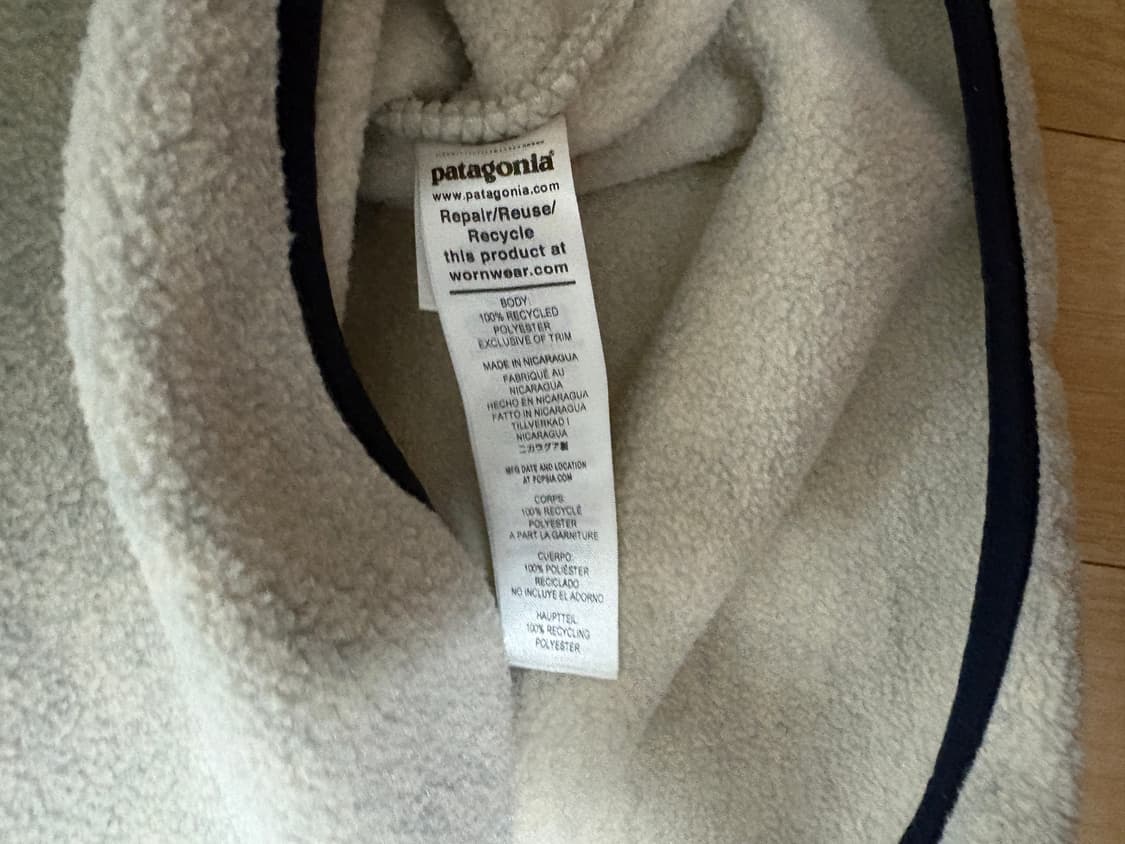 patagonia®
www.patagonia.com
Repair/Reuse/
Recycle
this product at
wornwear.com
BODY:
100% RECYCLED
POLYESTER
EXCLUSIVE OF TRIM
MADE IN NICARAGUA
FABRIQUÉ AU
NICARAGUA
HECHO EN NICARAGUA
FATTO IN NICARAGUA
TILLVERKAD I
NICARAGUA
ニカラグア製
MFG DATE AND LOCATION
AT POPSIA.COM
CORPS:
100% RECYCLÉ
POLYESTER
A PART LA GARNITURE
CUERPO:
100% POLIÉSTER
RECICLADO
NO INCLUYE EL ADORNO
HAUPTTEIL:
100% RECYCLING
POLYESTER